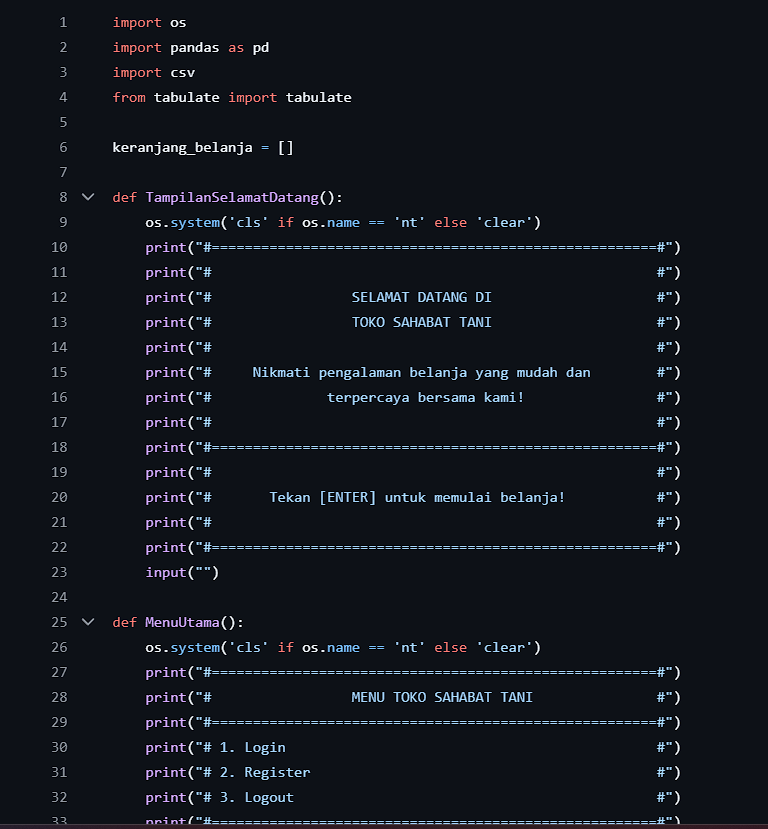 1 import os
2 import pandas as pd
3 import csv
4 from tabulate import tabulate
5
6 keranjang_belanja = []
7
8 def TampilanSelamatDatang():
9     os.system('cls' if os.name == 'nt' else 'clear')
10     print("#======================================================#")
11     print("#                                                      #")
12     print("#                 SELAMAT DATANG DI                    #")
13     print("#                 TOKO SAHABAT TANI                    #")
14     print("#                                                      #")
15     print("#     Nikmati pengalaman belanja yang mudah dan        #")
16     print("#              terpercaya bersama kami!                #")
17     print("#                                                      #")
18     print("#======================================================#")
19     print("#                                                      #")
20     print("#       Tekan [ENTER] untuk memulai belanja!           #")
21     print("#                                                      #")
22     print("#======================================================#")
23     input("")
24
25 def MenuUtama():
26     os.system('cls' if os.name == 'nt' else 'clear')
27     print("#======================================================#")
28     print("#                 MENU TOKO SAHABAT TANI               #")
29     print("#======================================================#")
30     print("# 1. Login                                             #")
31     print("# 2. Register                                          #")
32     print("# 3. Logout                                            #")
33     print("#======================================================#")